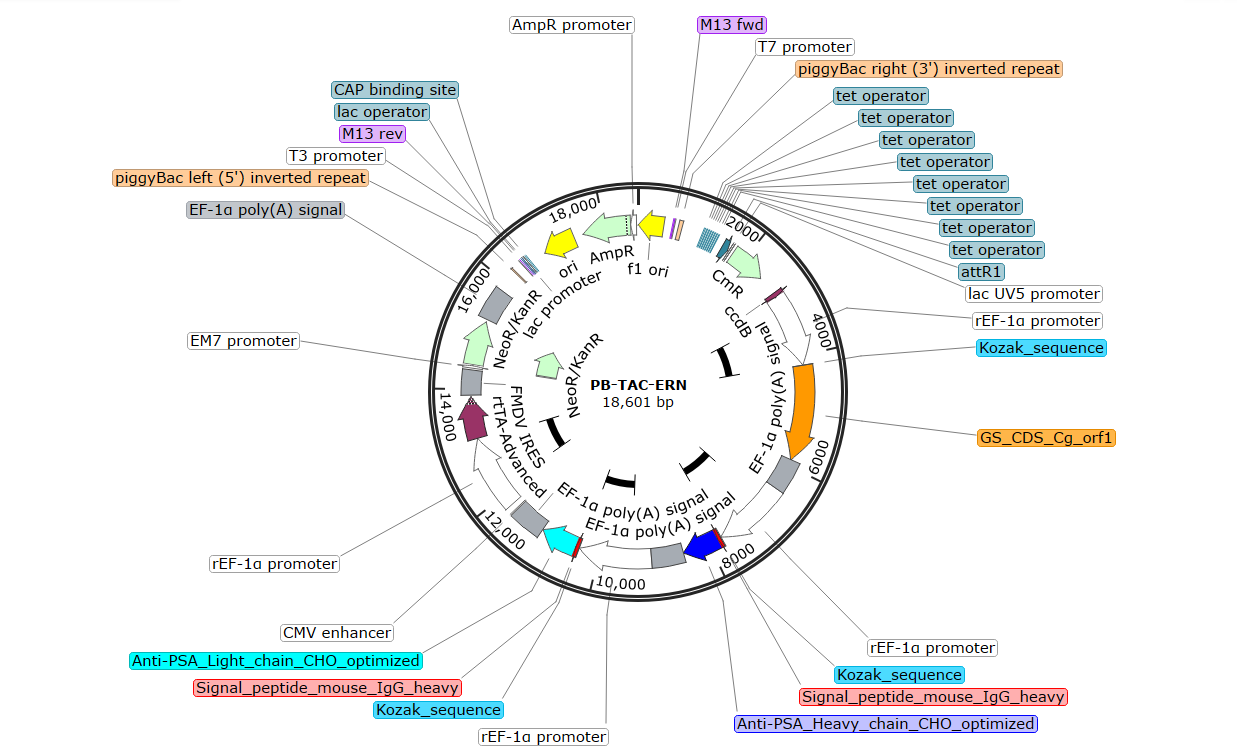 AmpR promoter
M13 fwd
T7 promoter
piggyBac right (3') inverted repeat
CAP binding site
tet operator
lac operator
tet operator
M13 rev
tet operator
T3 promoter
tet operator
piggyBac left (5') inverted repeat
tet operator
EF-1α poly(A) signal
tet operator
tet operator
tet operator
attR1
lac UV5 promoter
rEF-1α promoter
Kozak_sequence
EM7 promoter
GS_CDS_Cg_orf1
rEF-1α promoter
CMV enhancer
Anti-PSA_Light_chain_CHO_optimized
Signal_peptide_mouse_IgG_heavy
Kozak_sequence
rEF-1α promoter
rEF-1α promoter
Kozak_sequence
Signal_peptide_mouse_IgG_heavy
Anti-PSA_Heavy_chain_CHO_optimized
18,000
2000
4000
6000
8000
10,000
12,000
14,000
16,000
ori
AmpR
f1 ori
lac promoter
CmR
ccdB
NeoR/KanR
NeoR/KanR
EF-1α poly(A) signal
FMDV IRES
rtTA-Advanced
EF-1α poly(A) signal
EF-1α poly(A) signal
PB-TAC-ERN
18,601 bp